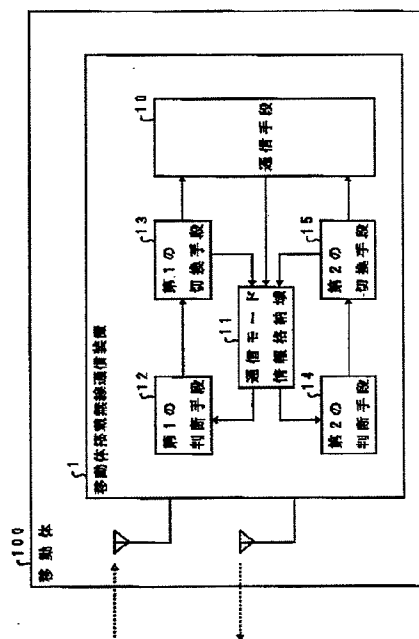 100
移動体
1
移動体搭載無線通信装置
12
第1の
判断手段
13
第1の
切換手段
10
通信手段
11
通信モード
情報格納域
14
第2の
判断手段
15
第2の
切換手段